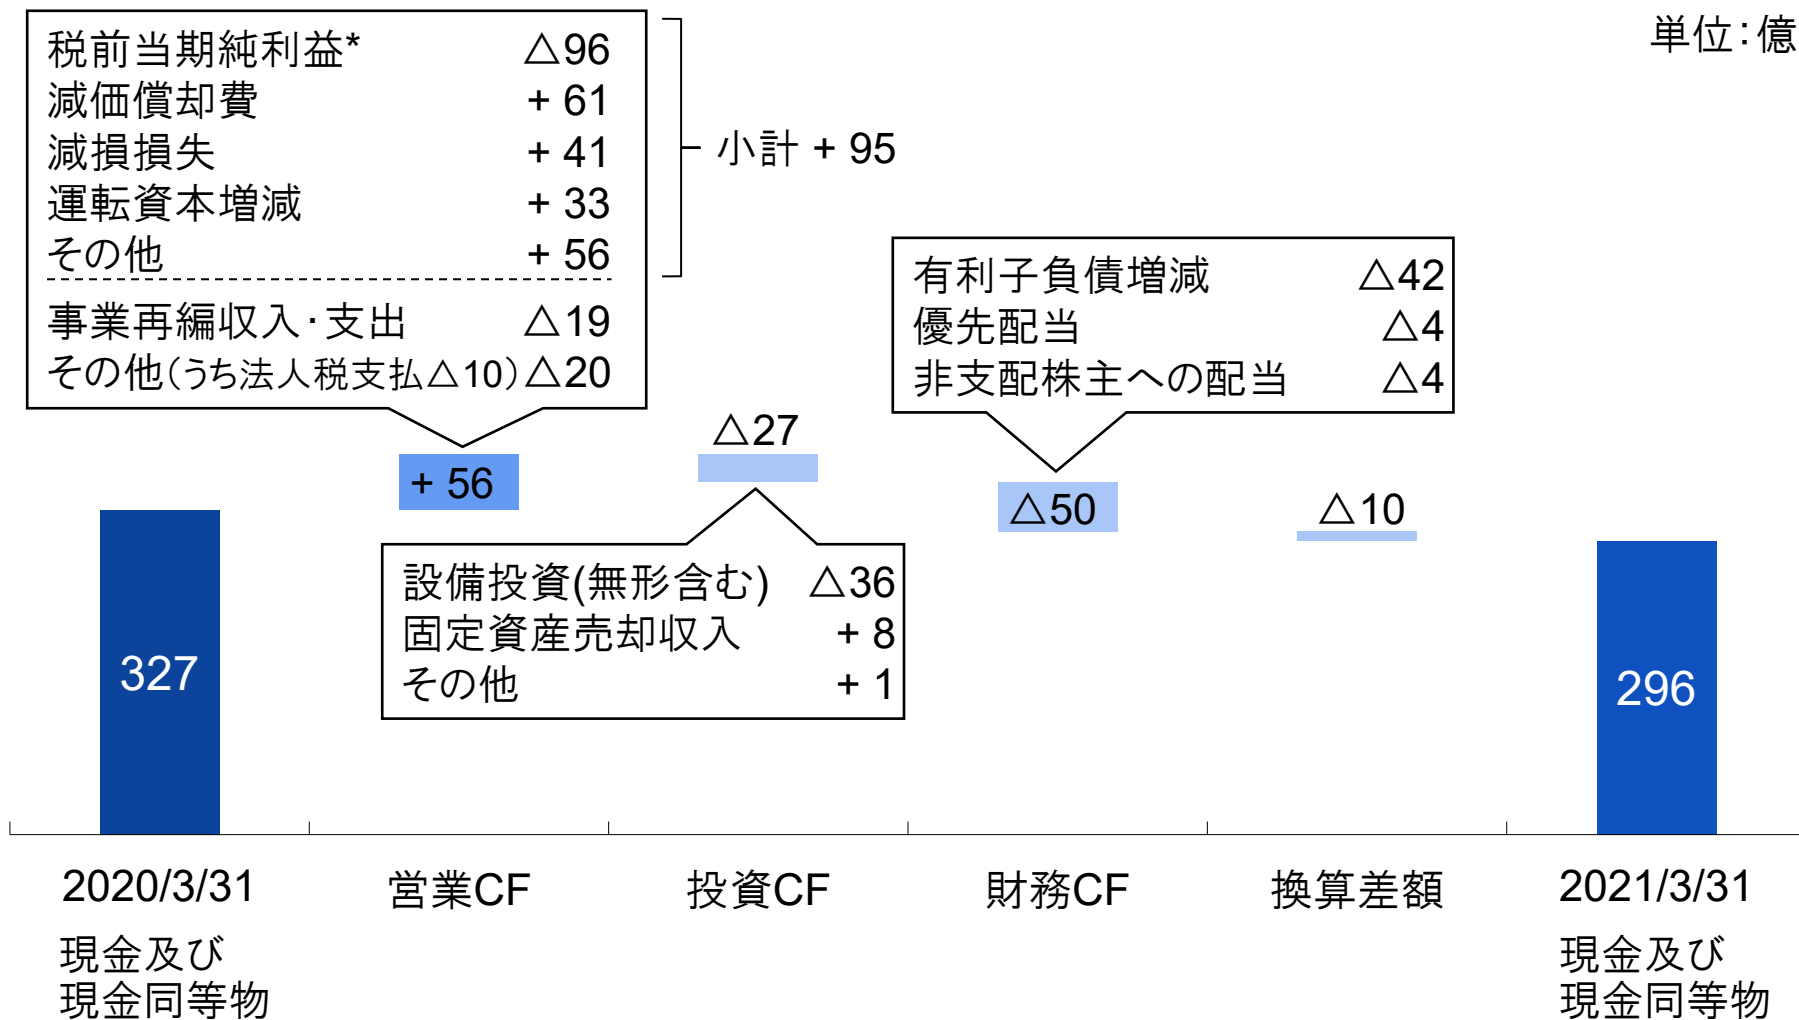 単位：億
税前当期純利益* △96
減価償却費 + 61
減損損失 + 41
運転資本増減 + 33
その他 + 56
小計 + 95
事業再編収入・支出 △19
その他（うち法人税支払△10）△20
有利子負債増減 △42
優先配当 △4
非支配株主への配当 △4
+ 56
△27
△50
△10
設備投資(無形含む) △36
固定資産売却収入 + 8
その他 + 1
327
296
2020/3/31
現金及び
現金同等物
営業CF
投資CF
財務CF
換算差額
2021/3/31
現金及び
現金同等物